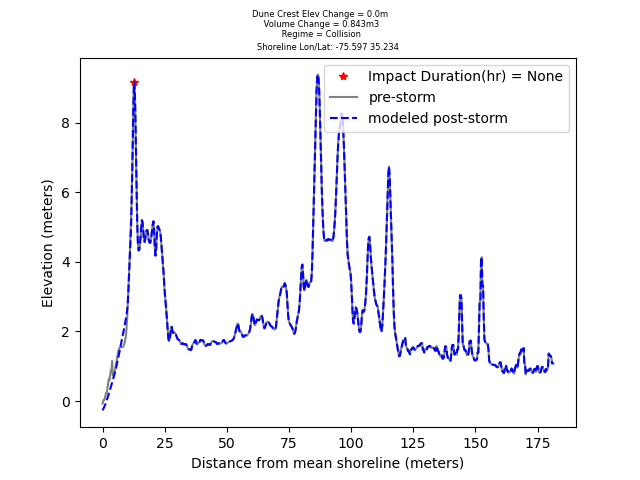 Dune Crest Elev Change = 0.0m
Volume Change = 0.843m3
Regime = Collision
Shoreline Lon/Lat: -75.597 35.234
Impact Duration(hr) = None
pre-storm
modeled post-storm
Elevation (meters)
8
6
4
2
0
0 25 50 75 100 125 150 175
Distance from mean shoreline (meters)